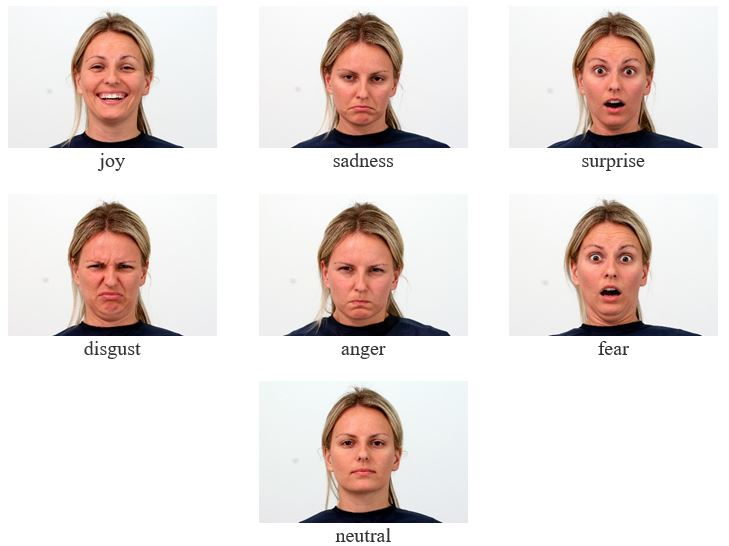 joy
sadness
surprise
disgust
anger
fear
neutral